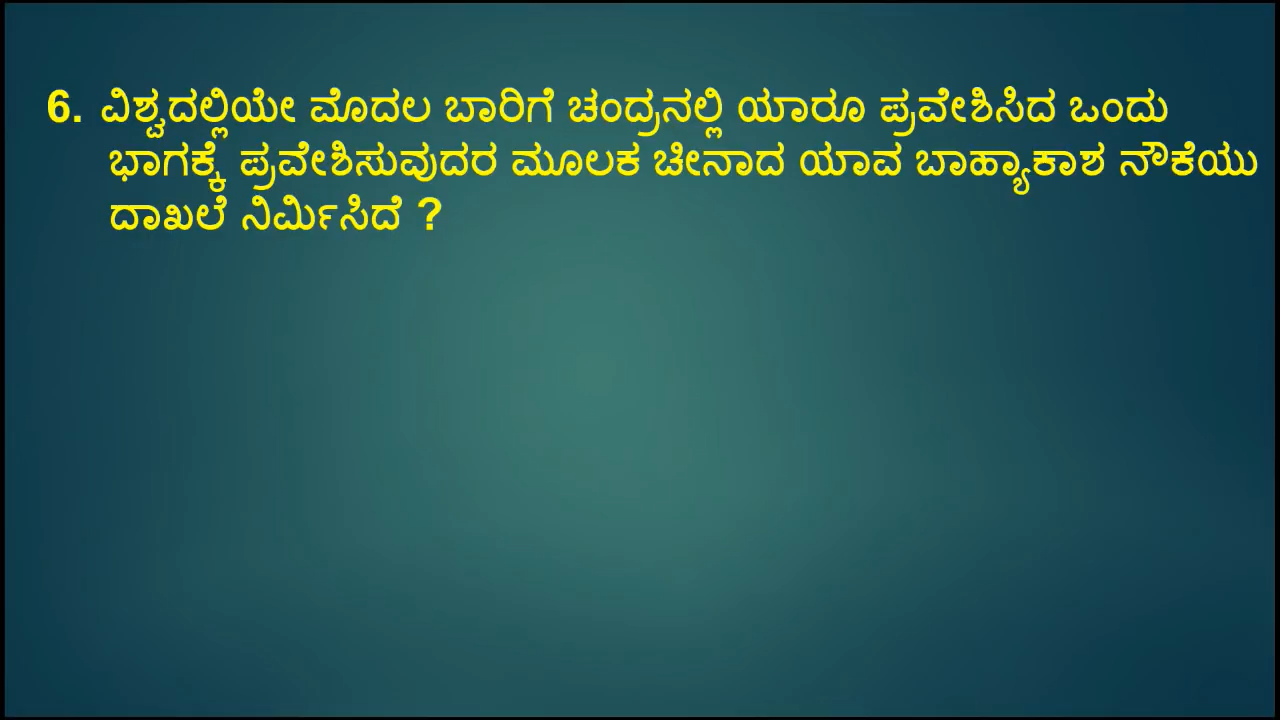 6. ವಿಶ್ವದಲ್ಲಿಯೇ ಮೊದಲ ಬಾರಿಗೆ ಚಂದ್ರನಲ್ಲಿ ಯಾರೂ ಪ್ರವೇಶಿಸಿದ ಒಂದು
ಭಾಗಕ್ಕೆ ಪ್ರವೇಶಿಸುವುದರ ಮೂಲಕ ಚೀನಾದ ಯಾವ ಬಾಹ್ಯಾಕಾಶ ನೌಕೆಯು
ದಾಖಲೆ ನಿರ್ಮಿಸಿದೆ ?